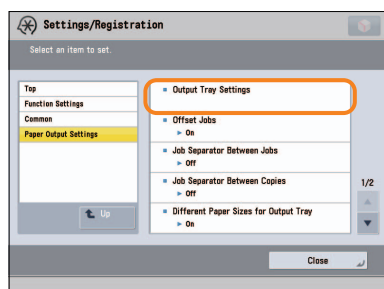 Settings/Registration
Select an item to set.
Top
Function Settings
Common
Paper Output Settings
Up
Output Tray Settings
Offset Jobs
► On
Job Separator Between Jobs
► Off
Job Separator Between Copies
► Off
Different Paper Sizes for Output Tray
► On
1/2
Close